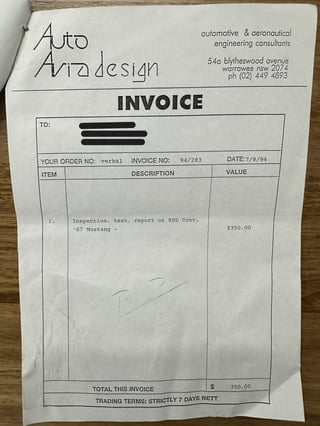 Auto
Avia design
automotive & aeronautical
engineering consultants
54a blytheswood avenue
warrawee nsw 2074
ph (02) 449 4893
INVOICE
TO:
YOUR ORDER NO: verbal INVOICE NO: 94/283 DATE: 7/9/94
ITEM DESCRIPTION VALUE
1. Inspection, test, report on RHD Conv.
'67 Mustang - $350.00
TOTAL THIS INVOICE $ 350.00
TRADING TERMS: STRICTLY 7 DAYS NETT